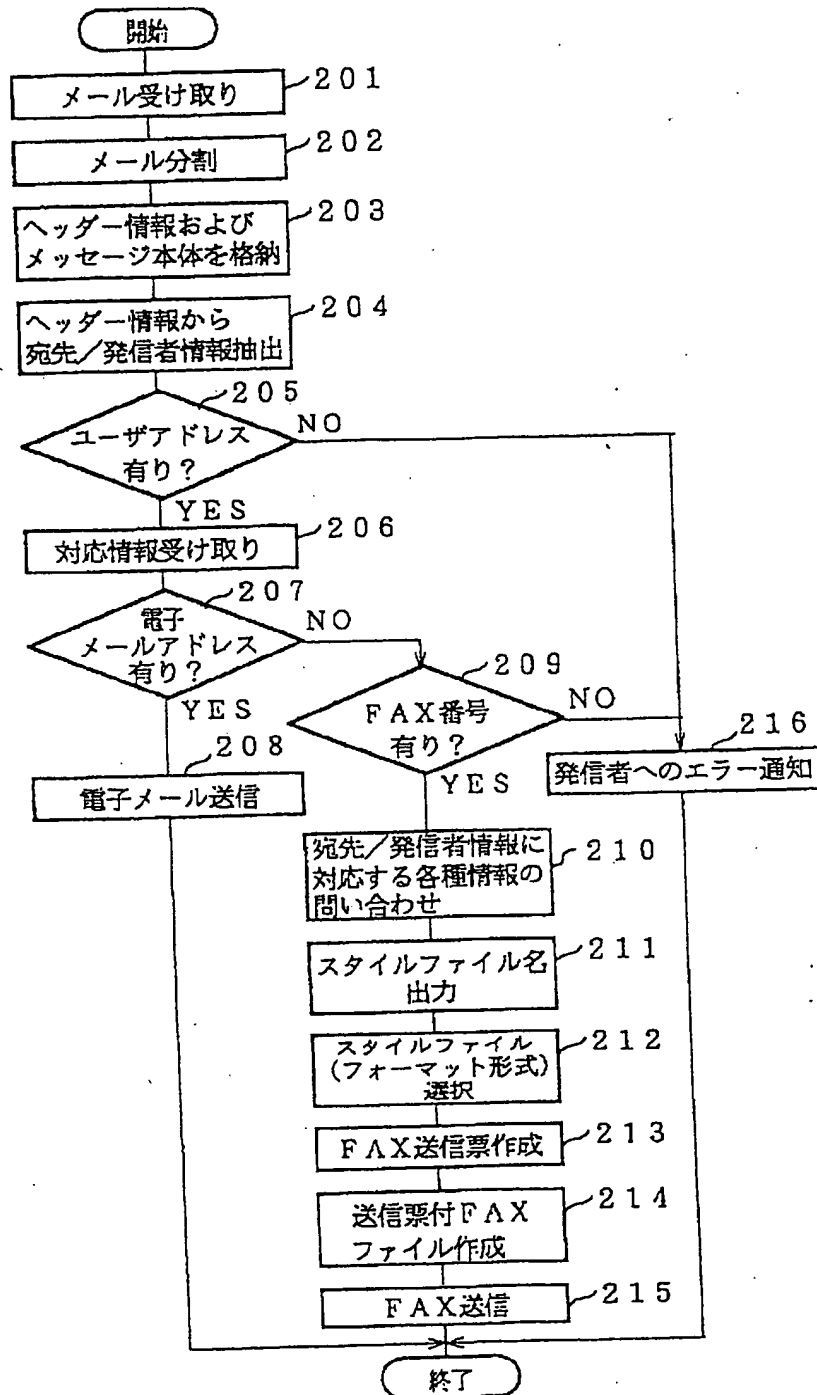 開始
メール受け取り
201
メール分割
202
ヘッダー情報および
メッセージ本体を格納
203
ヘッダー情報から
宛先／発信者情報抽出
204
205
ユーザアドレス
有り？
NO
YES
対応情報受け取り
206
207
電子
メールアドレス
有り？
NO
YES
208
電子メール送信
209
FAX番号
有り？
NO
YES
216
発信者へのエラー通知
宛先／発信者情報に
対応する各種情報の
問い合わせ
210
スタイルファイル名
出力
211
スタイルファイル
(フォーマット形式)
選択
212
FAX送信票作成
213
送信票付FAX
ファイル作成
214
FAX送信
215
終了